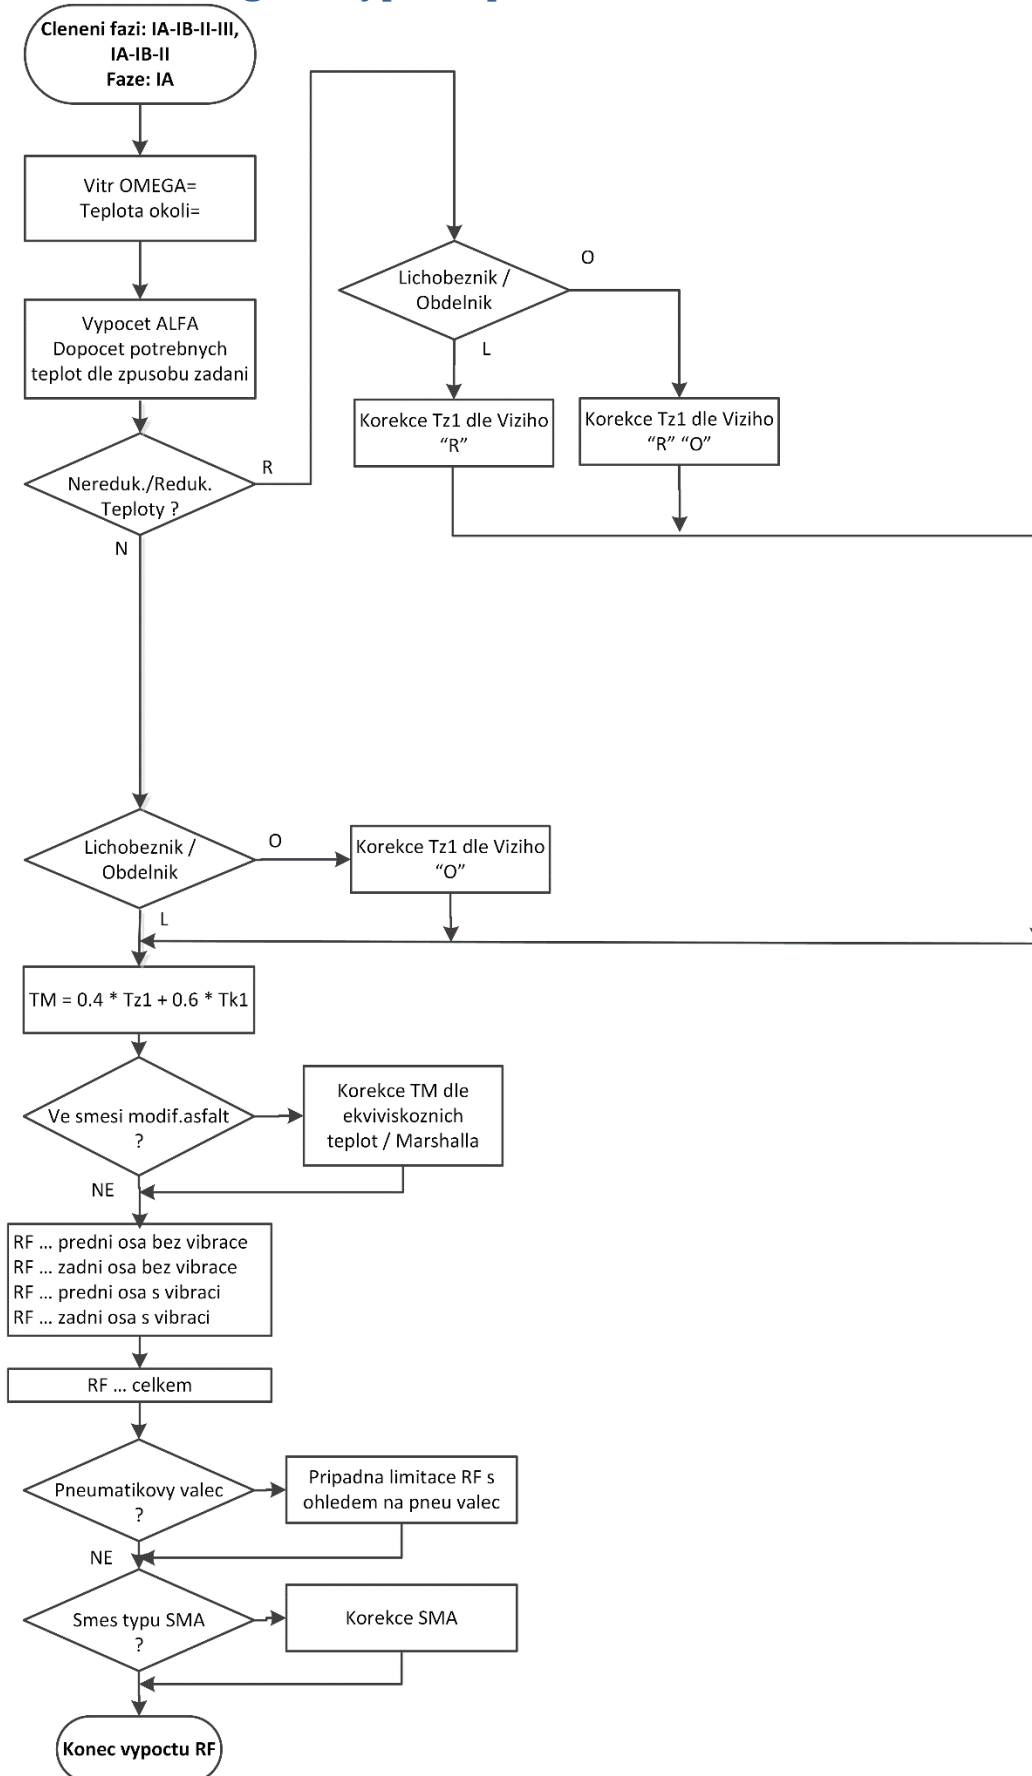 Cleneni fazi: IA-IB-II-III,
IA-IB-II
Faze: IA
Vitr OMEGA=
Teplota okoli=
Vypocet ALFA
Dopocet potrebnych
teplot dle zpusobu zadani
Nereduk./Reduk.
Teploty ?
R
N
Lichobeznik /
Obdelnik
O
L
Korekce Tz1 dle Viziho
“R”
Korekce Tz1 dle Viziho
“R” “O”
Lichobeznik /
Obdelnik
O
L
Korekce Tz1 dle Viziho
“O”
TM = 0.4 * Tz1 + 0.6 * Tk1
Ve smesi modif.asfalt
?
NE
Korekce TM dle
ekviviskoznich
teplot / Marshalla
RF ... predni osa bez vibrace
RF ... zadni osa bez vibrace
RF ... predni osa s vibraci
RF ... zadni osa s vibraci
RF ... celkem
Pneumatikovy valec
?
NE
Pripadna limitace RF s
ohledem na pneu valec
Smes typu SMA
?
Korekce SMA
Konec vypoctu RF